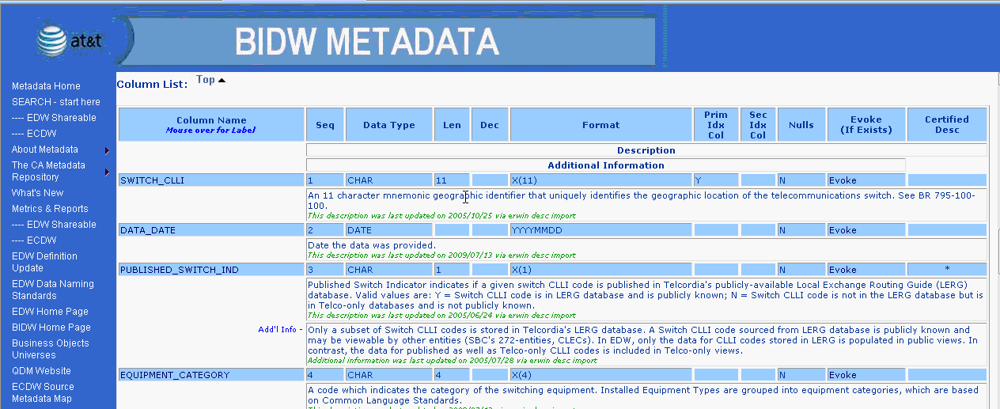 at&t
BIDW METADATA
Metadata Home
SEARCH - start here
---- EDW Shareable
---- ECDW
About Metadata
The CA Metadata
Repository
What's New
Metrics & Reports
---- EDW Shareable
---- ECDW
EDW Definition
Update
EDW Data Naming
Standards
EDW Home Page
BIDW Home Page
Business Objects
Universes
QDM Website
ECDW Source
Metadata Map
Column List: Top
Column Name
Mouse over for Label
Seq
Data Type
Len
Dec
Format
Prim
Idx
Col
Sec
Idx
Col
Nulls
Evoke
(If Exists)
Certified
Desc
Description
Additional Information
SWITCH_CLLI 1 CHAR 11 X(11) Y N Evoke
An 11 character mnemonic geographic identifier that uniquely identifies the geographic location of the telecommunications switch. See BR 795-100-
100.
This description was last updated on 2005/10/25 via erwin desc import
DATA_DATE 2 DATE YYYYMMDD N Evoke
Date the data was provided.
This description was last updated on 2009/07/13 via erwin desc import
PUBLISHED_SWITCH_IND 3 CHAR 1 X(1) N Evoke *
Published Switch Indicator indicates if a given switch CLLI code is published in Telcordia's publicly-available Local Exchange Routing Guide (LERG)
database. Valid values are: Y = Switch CLLI code is in LERG database and is publicly known; N = Switch CLLI code is not in the LERG database but is
in Telco-only databases and is not publicly known.
This description was last updated on 2005/06/24 via erwin desc import
Add'l Info - Only a subset of Switch CLLI codes is stored in Telcordia's LERG database. A Switch CLLI code sourced from LERG database is publicly known and
may be viewable by other entities (SBC's 272-entities, CLECs). In EDW, only the data for CLLI codes stored in LERG is populated in public views. In
contrast, the data for published as well as Telco-only CLLI codes is included in Telco-only views.
Additional information was last updated on 2005/07/28 via erwin desc import
EQUIPMENT_CATEGORY 4 CHAR 4 X(4) N Evoke
A code which indicates the category of the switching equipment. Installed Equipment Types are grouped into equipment categories, which are based
on Common Language Standards.